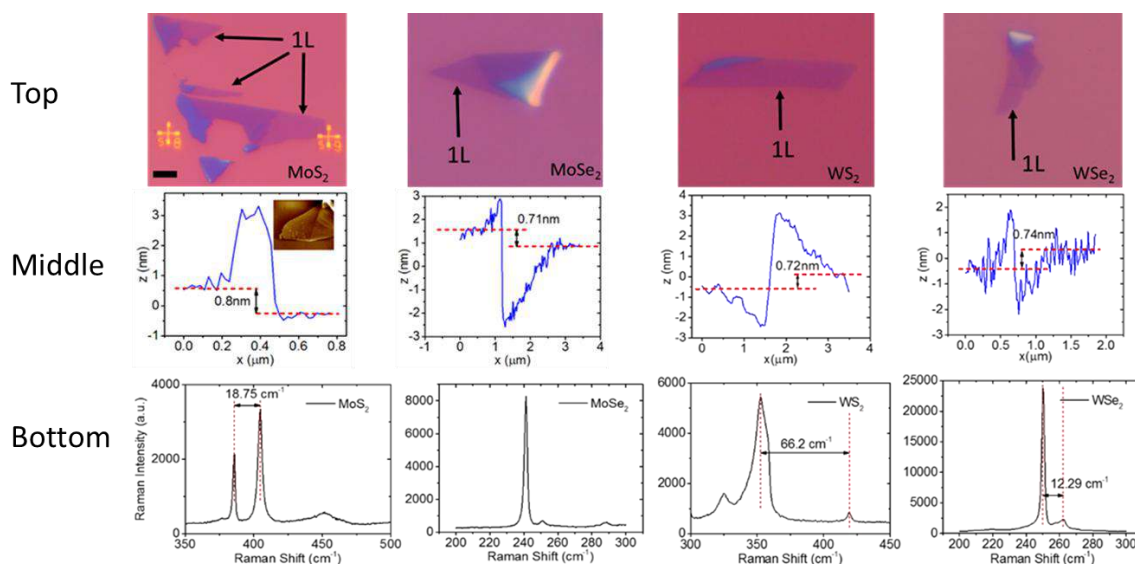 Top
1L
MoS₂
1L
MoSe₂
1L
WS₂
1L
WSe₂
Middle
z (nm)
3
2
1
0
-1
0.8nm
0.0 0.2 0.4 0.6 0.8
x (μm)
z (nm)
3
2
1
0
-1
-2
-3
0.71nm
-1 0 1 2 3 4
x (μm)
z (nm)
4
3
2
1
0
-1
-2
-3
0.72nm
0 2 4
x (μm)
z (nm)
3
2
1
0
-1
-2
-3
0.74nm
0.0 0.5 1.0 1.5 2.0
x(μm)
Bottom
Raman Intensity (a.u.)
4000
2000
0
18.75 cm⁻¹
MoS₂
350 400 450 500
Raman Shift (cm⁻¹)
8000
6000
4000
2000
0
MoSe₂
200 220 240 260 280 300
Raman Shift (cm⁻¹)
6000
4000
2000
0
WS₂
66.2 cm⁻¹
300 350 400 450
Raman Shift (cm⁻¹)
25000
20000
15000
10000
5000
0
WSe₂
12.29 cm⁻¹
200 220 240 260 280 300
Raman Shift (cm⁻¹)